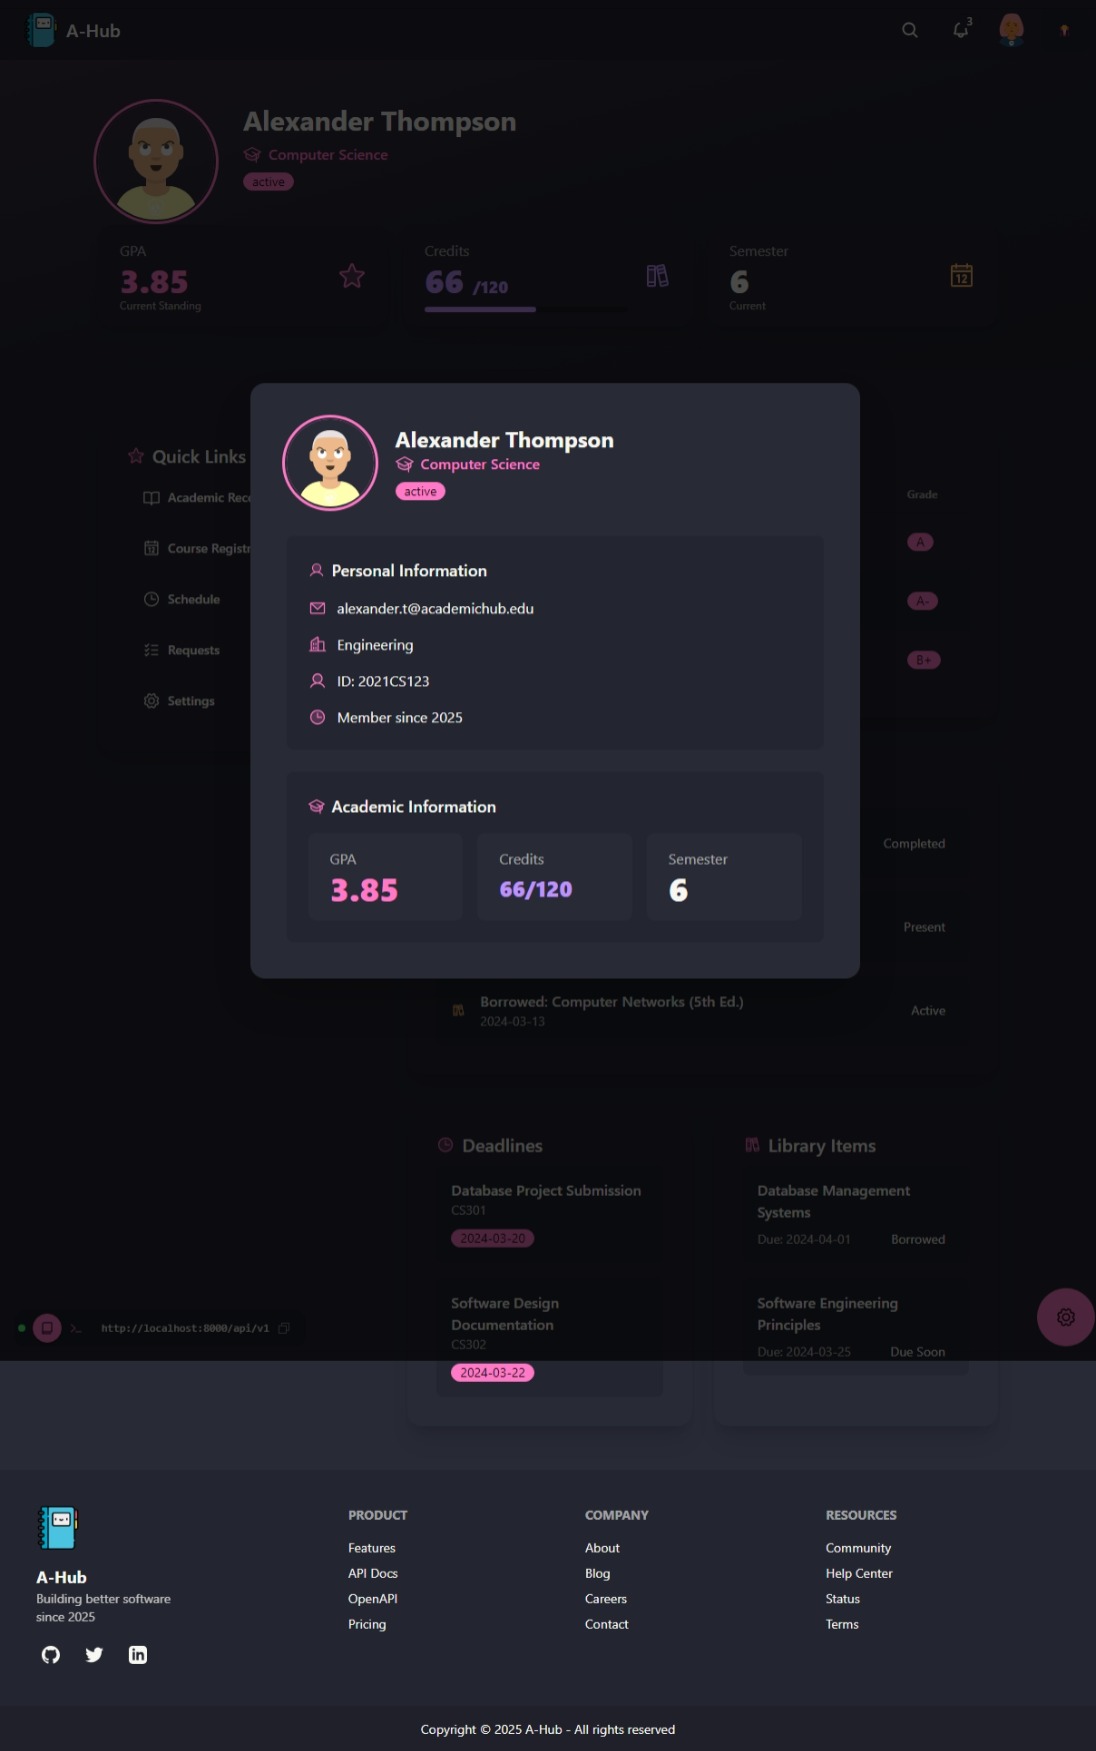 A-Hub
3
Alexander Thompson
Computer Science
active
GPA
3.85
Current Standing
Credits
66 /120
Semester
6
Current
12
Alexander Thompson
Computer Science
active
Personal Information
alexander.t@academichub.edu
Engineering
ID: 2021CS123
Member since 2025
Academic Information
GPA
3.85
Credits
66/120
Semester
6
Quick Links
Academic Reco
Course Registr
Schedule
Requests
Settings
Grade
A
A-
B+
Completed
Present
Borrowed: Computer Networks (5th Ed.)
2024-03-13
Active
Deadlines
Database Project Submission
CS301
2024-03-20
Software Design
Documentation
CS302
2024-03-22
Library Items
Database Management
Systems
Due: 2024-04-01 Borrowed
Software Engineering
Principles
Due: 2024-03-25 Due Soon
http://localhost:8000/api/v1
A-Hub
Building better software
since 2025
PRODUCT
Features
API Docs
OpenAPI
Pricing
COMPANY
About
Blog
Careers
Contact
RESOURCES
Community
Help Center
Status
Terms
Copyright © 2025 A-Hub - All rights reserved